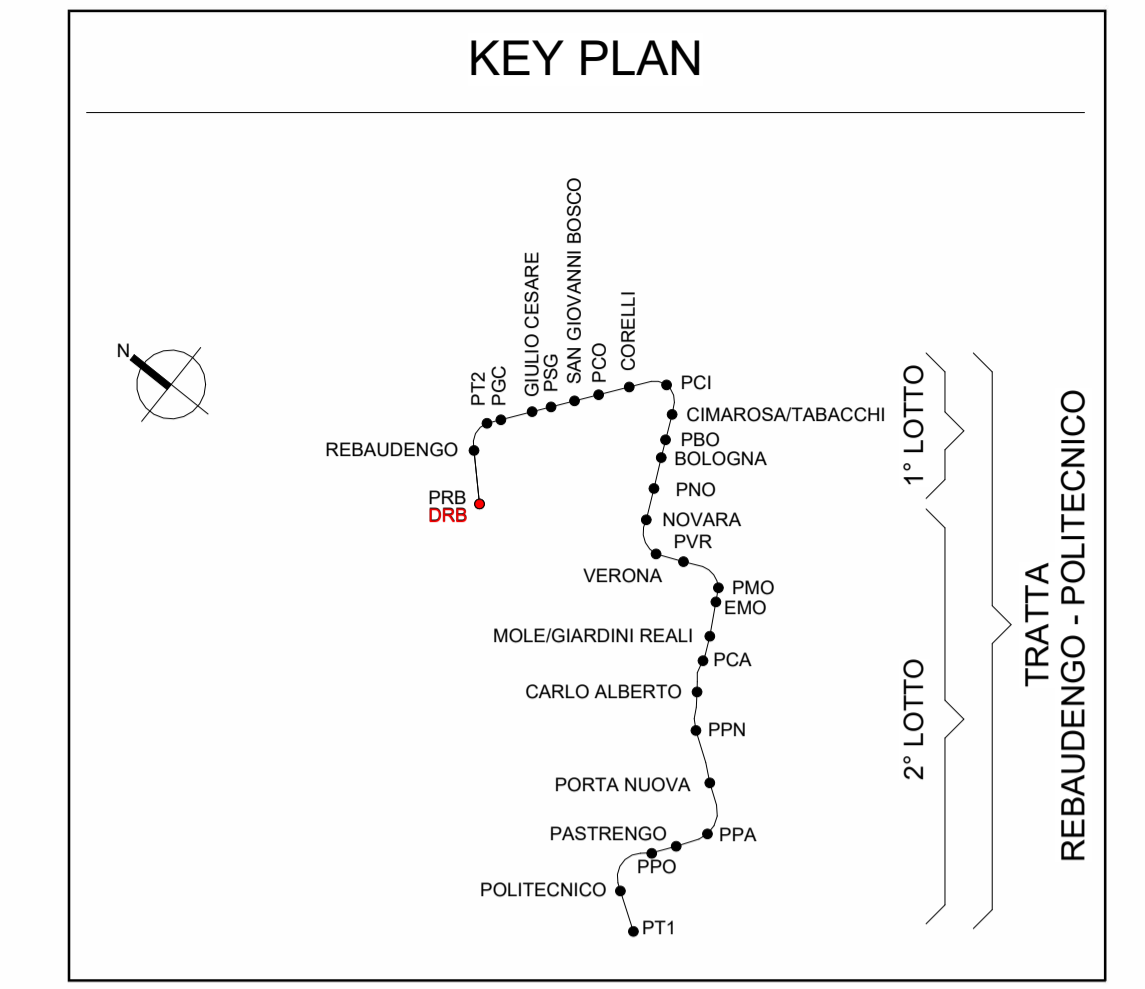 KEY PLAN
N
PT2
PGC
GIULIO CESARE
PSG
SAN GIOVANNI BOSCO
PCO
CORELLI
PCI
REBAUDENGO
PRB
DRB
CIMAROSA/TABACCHI
PBO
BOLOGNA
PNO
NOVARA
PVR
VERONA
PMO
EMO
MOLE/GIARDINI REALI
PCA
CARLO ALBERTO
PPN
PORTA NUOVA
PASTRENGO
PPA
PPO
POLITECNICO
PT1
1° LOTTO
2° LOTTO
TRATTA
REBAUDENGO - POLITECNICO